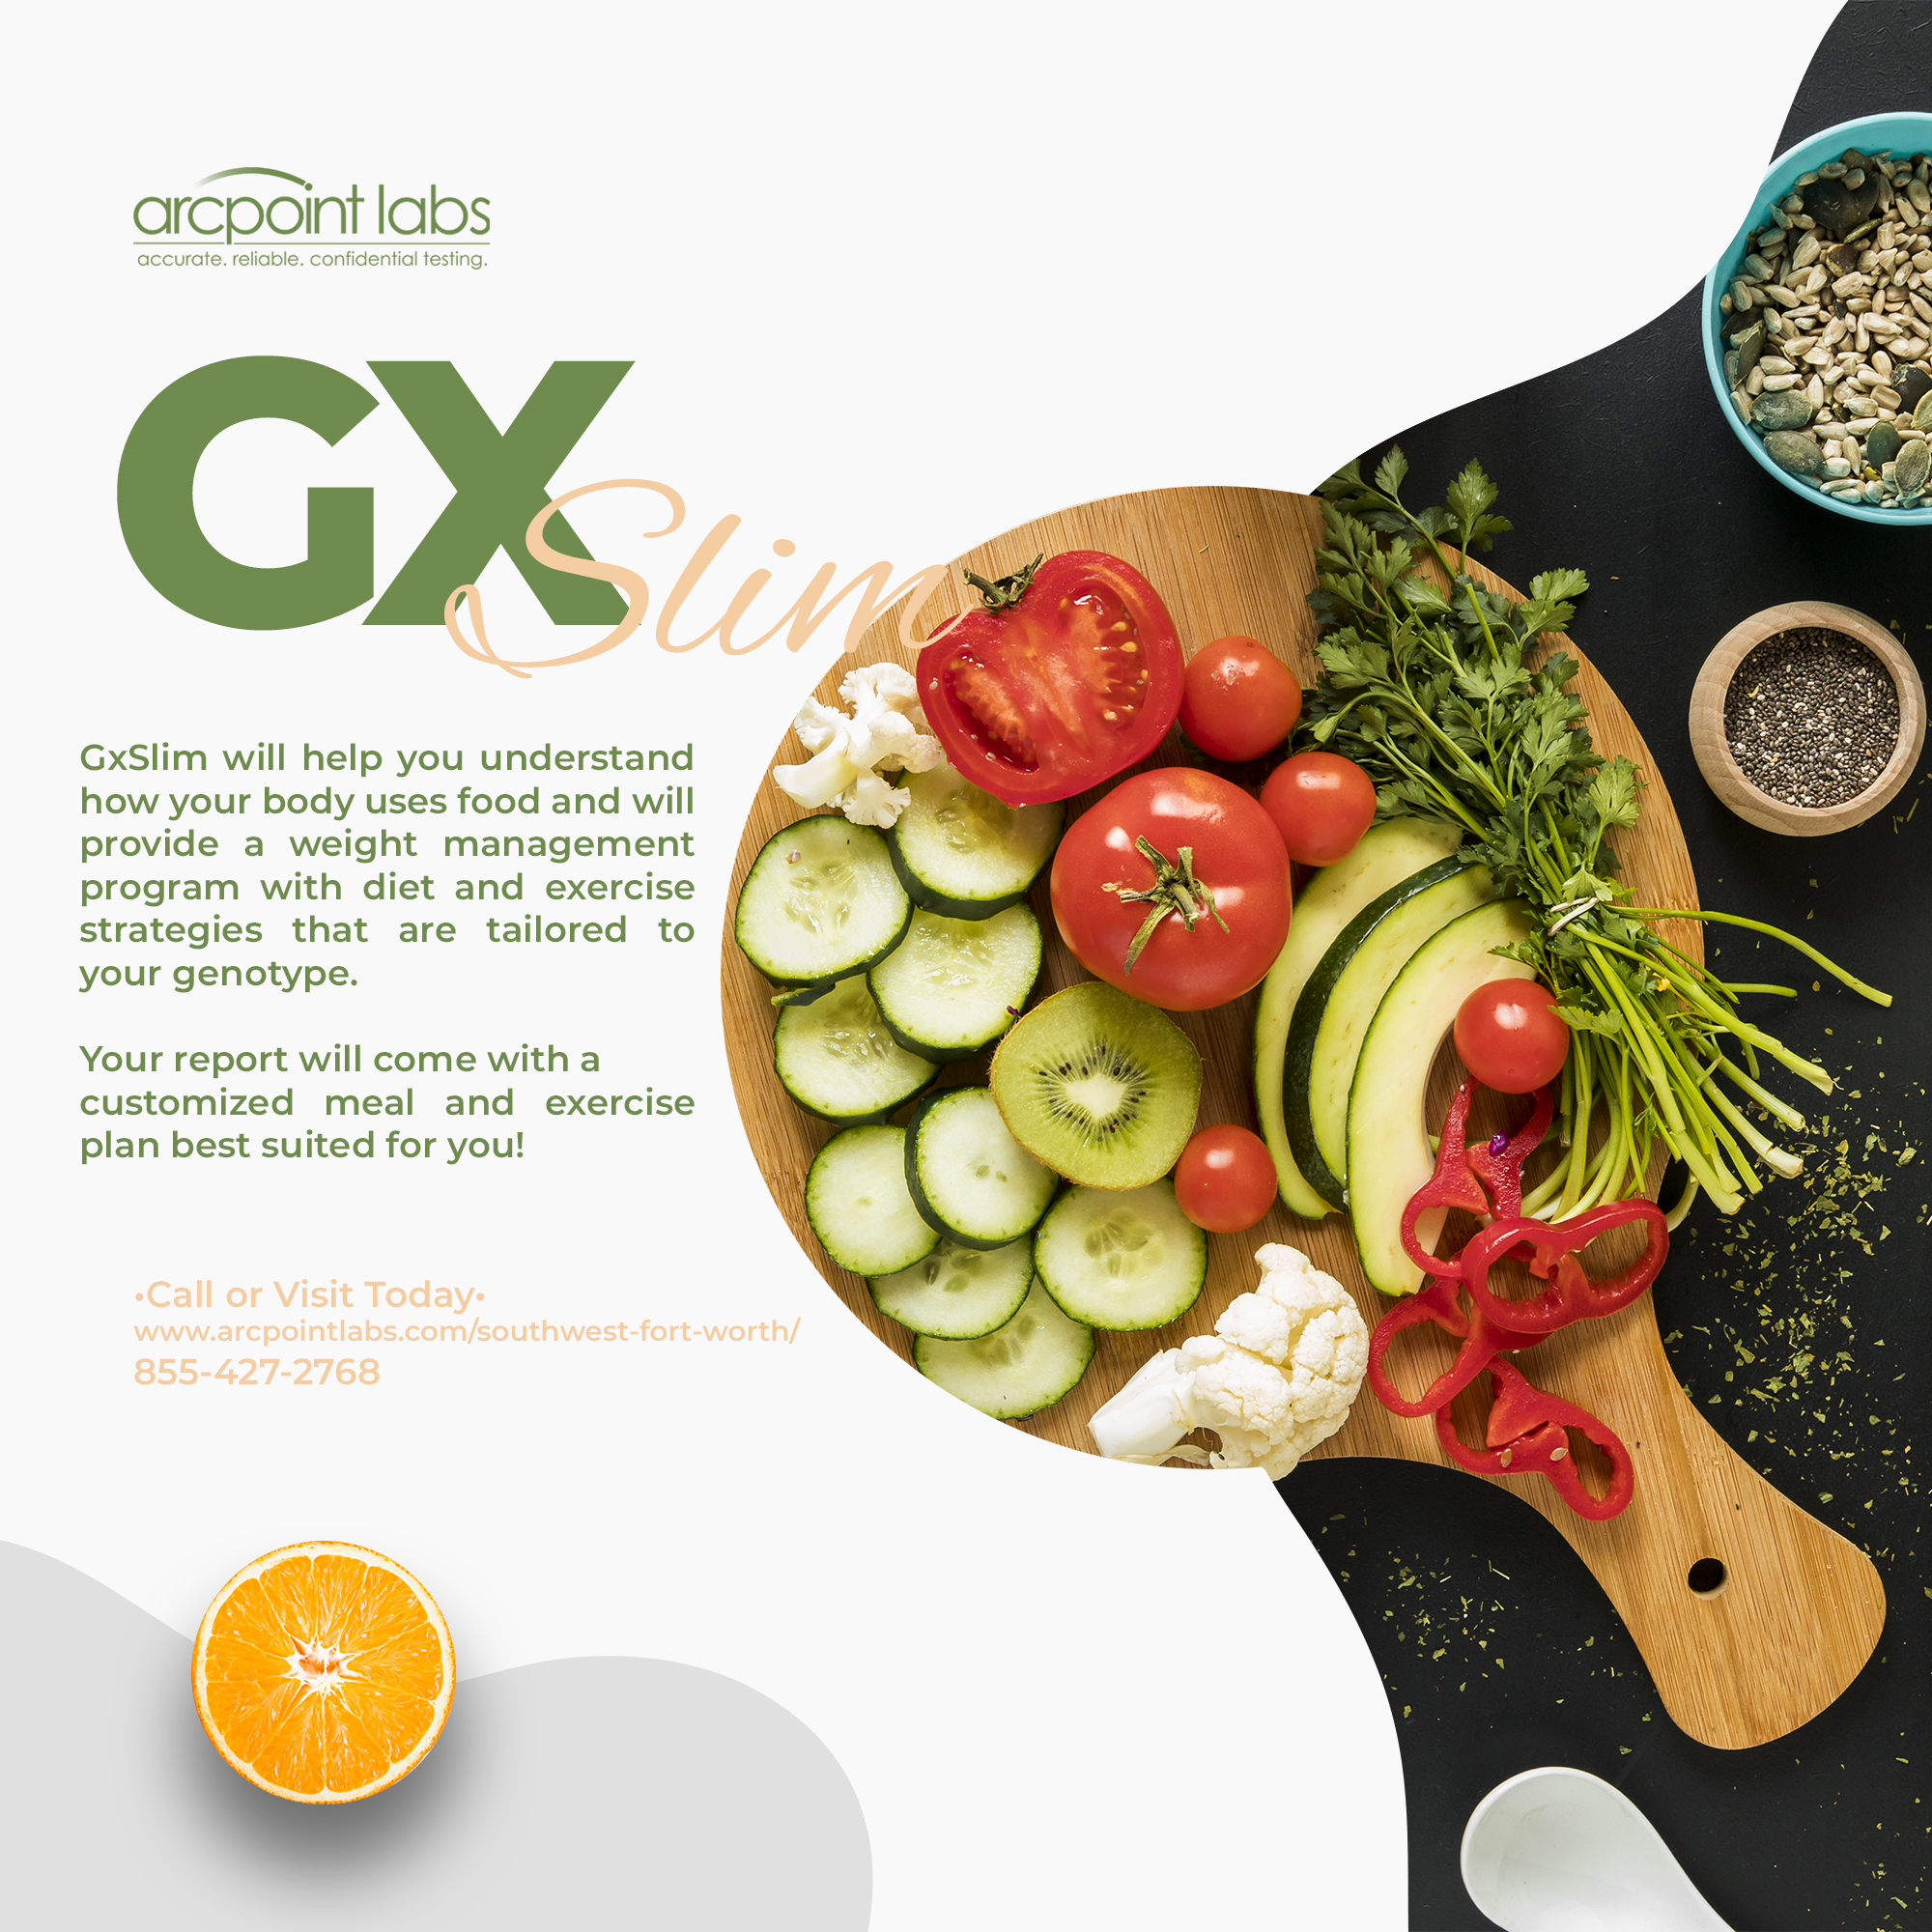 arcpoint labs
accurate. reliable. confidential testing.
GX
Slim
GxSlim will help you understand
how your body uses food and will
provide a weight management
program with diet and exercise
strategies that are tailored to
your genotype.
Your report will come with a
customized meal and exercise
plan best suited for you!
•Call or Visit Today•
www.arcpointlabs.com/southwest-fort-worth/
855-427-2768